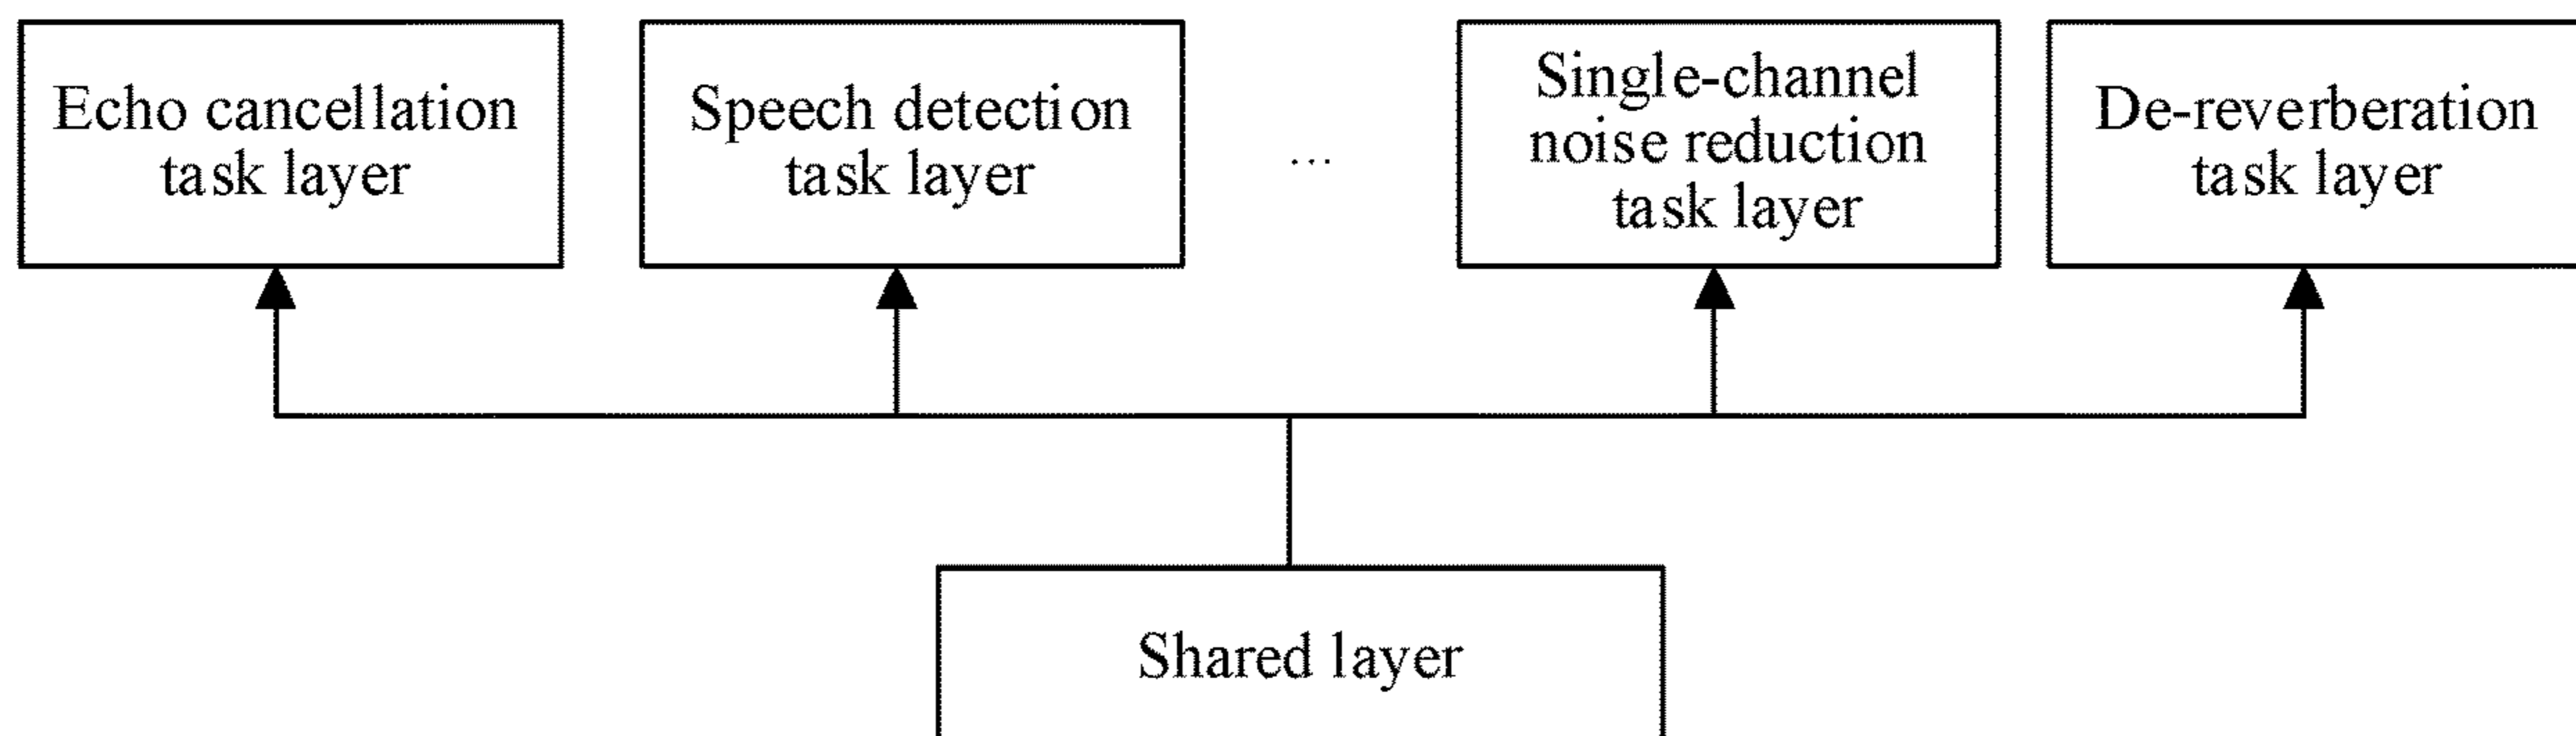 Echo cancellation
task layer
Speech detection
task layer
...
Single-channel
noise reduction
task layer
De-reverberation
task layer
Shared layer